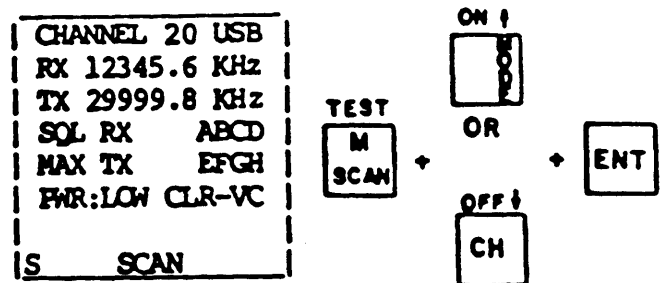 CHANNEL 20 USB
RX 12345.6 KHz
TX 29999.8 KHz
SQL RX ABCD
MAX TX EFGH
PWR:LOW CLR-VC
S SCAN
TEST
M
SCAN
+
ON ↑
MODE
OR
OFF ↓
CH
+
ENT